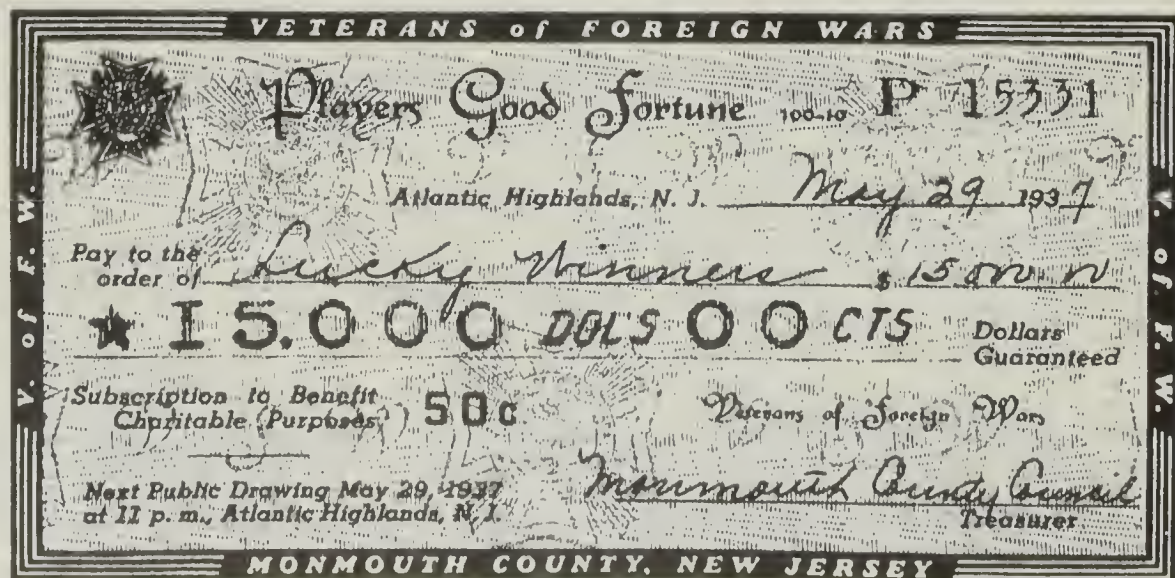 VETERANS of FOREIGN WARS
Players Good Fortune 100-10 P 15331
Atlantic Highlands, N. J. May 29 1937
Pay to the
order of Lucky Winners $ 15000
★ 15.000 DOL'S 00 CTS Dollars
Guaranteed
Subscription to Benefit
Charitable (Purposes) 50c
Veterans of Foreign Wars
Next Public Drawing May 29, 1937
at 11 p. m., Atlantic Highlands, N. J.
Monmouth County Council
Treasurer
V. of F. W.
V. of F. W.
MONMOUTH COUNTY, NEW JERSEY